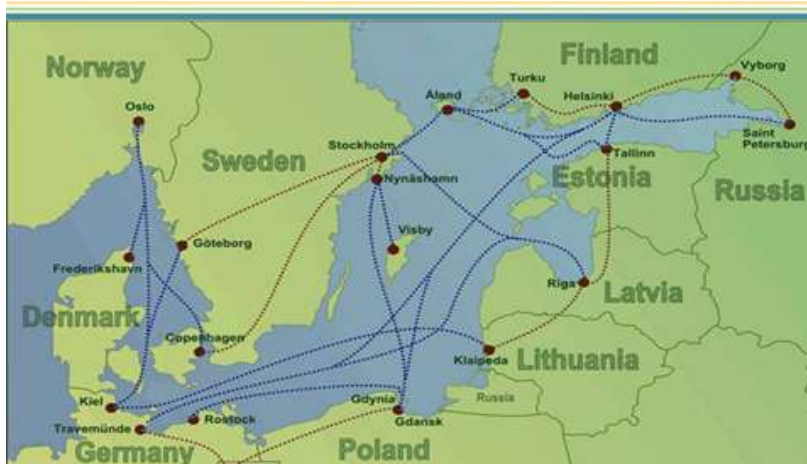 Norway
Finland
Vyborg
Turku
Åland
Helsinki
Oslo
Saint
Petersburg
Stockholm
Tallinn
Sweden
Nynäshamn
Estonia
Russia
Visby
Göteborg
Frederikshavn
Riga
Latvia
Denmark
Copenhagen
Klaipeda
Lithuania
Kiel
Gdynia
Russia
Rostock
Gdansk
Travemünde
Germany
Poland